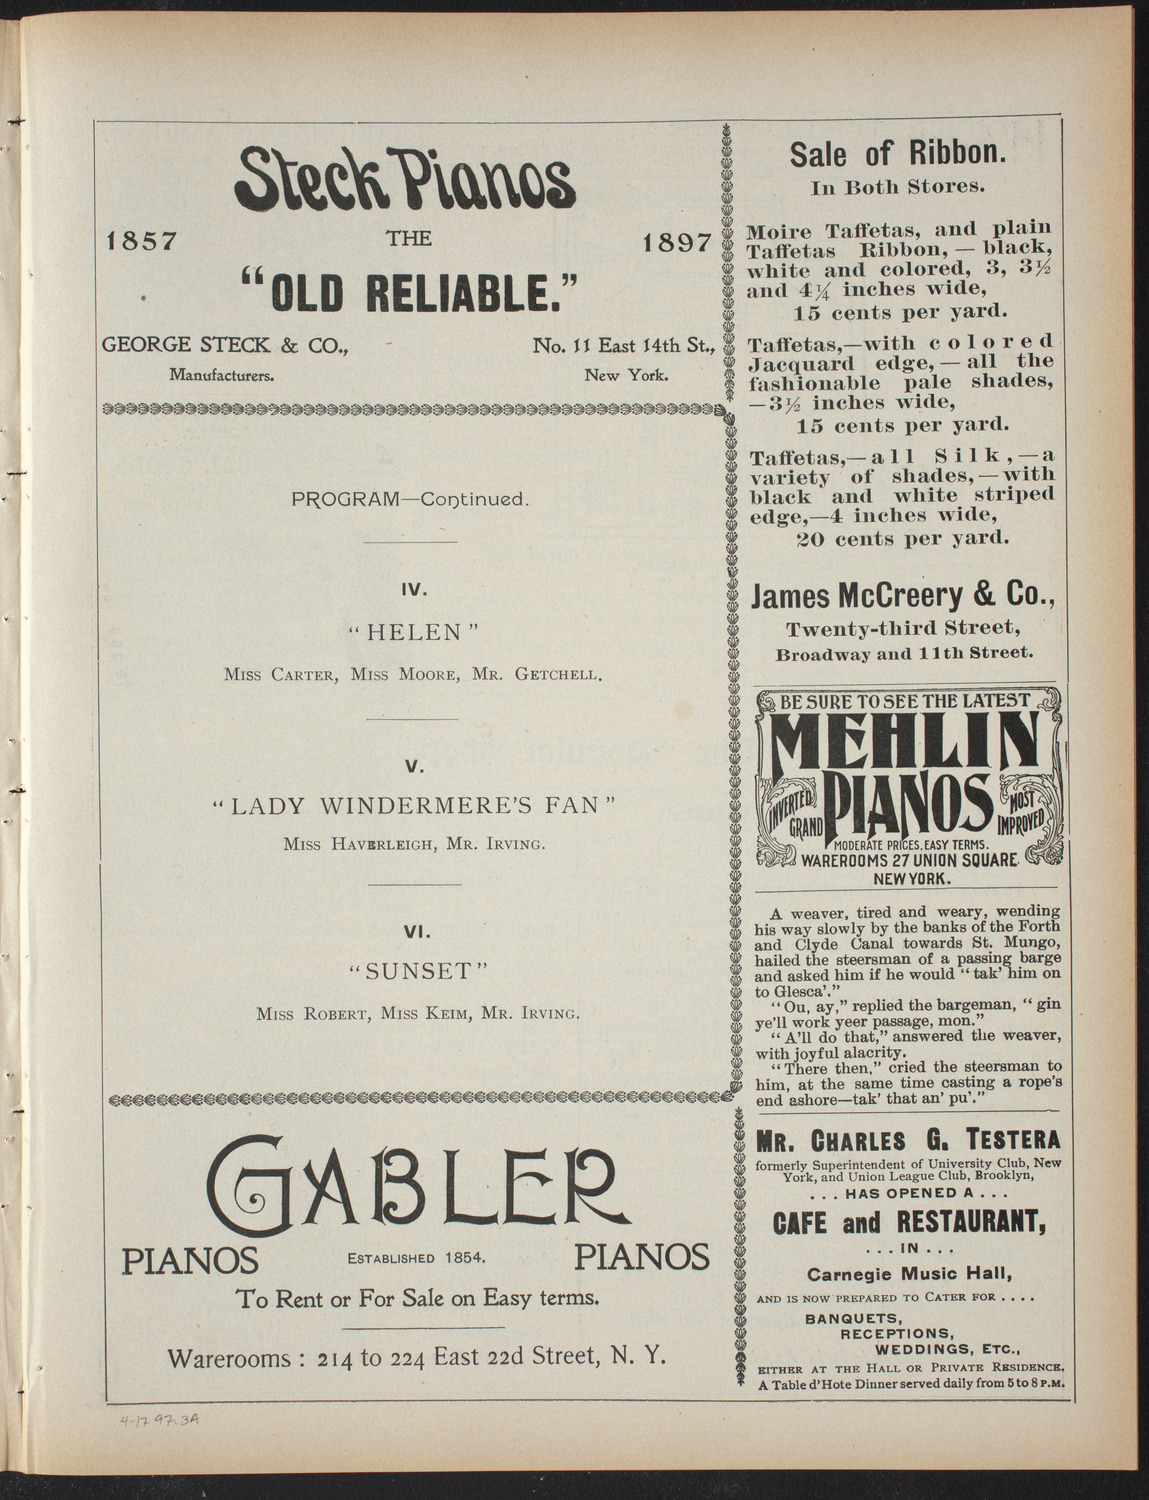 Steck Pianos
1857 THE 1897
"OLD RELIABLE."
GEORGE STECK & CO., No. 11 East 14th St.,
Manufacturers. New York.
PROGRAM—Continued.
IV.
"HELEN"
MISS CARTER, MISS MOORE, MR. GETCHELL.
V.
"LADY WINDERMERE'S FAN"
MISS HAVERLEIGH, MR. IRVING.
VI.
"SUNSET"
MISS ROBERT, MISS KEIM, MR. IRVING.
GABLER
PIANOS ESTABLISHED 1854. PIANOS
To Rent or For Sale on Easy terms.
Warerooms : 214 to 224 East 22d Street, N. Y.
Sale of Ribbon.
In Both Stores.
Moire Taffetas, and plain
Taffetas Ribbon, — black,
white and colored, 3, 3½
and 4¼ inches wide,
15 cents per yard.
Taffetas,—with colored
Jacquard edge, — all the
fashionable pale shades,
—3½ inches wide,
15 cents per yard.
Taffetas,—all Silk,—a
variety of shades,—with
black and white striped
edge,—4 inches wide,
20 cents per yard.
James McCreery & Co.,
Twenty-third Street,
Broadway and 11th Street.
BE SURE TO SEE THE LATEST
MEHLIN
INVERTED GRAND PIANOS MOST IMPROVED
MODERATE PRICES. EASY TERMS.
WAREROOMS 27 UNION SQUARE
NEW YORK.
A weaver, tired and weary, wending
his way slowly by the banks of the Forth
and Clyde Canal towards St. Mungo,
hailed the steersman of a passing barge
and asked him if he would "tak' him on
to Glesca'."
"Ou, ay," replied the bargeman, "gin
ye'll work yeer passage, mon."
"A'll do that," answered the weaver,
with joyful alacrity.
"There then," cried the steersman to
him, at the same time casting a rope's
end ashore—tak' that an' pu'."
MR. CHARLES G. TESTERA
formerly Superintendent of University Club, New
York, and Union League Club, Brooklyn,
. . . HAS OPENED A . . .
CAFE and RESTAURANT,
. . . IN . . .
Carnegie Music Hall,
AND IS NOW PREPARED TO CATER FOR . . . .
BANQUETS,
RECEPTIONS,
WEDDINGS, ETC.,
EITHER AT THE HALL OR PRIVATE RESIDENCE.
A Table d'Hote Dinner served daily from 5 to 8 P.M.
4-17 97.3A